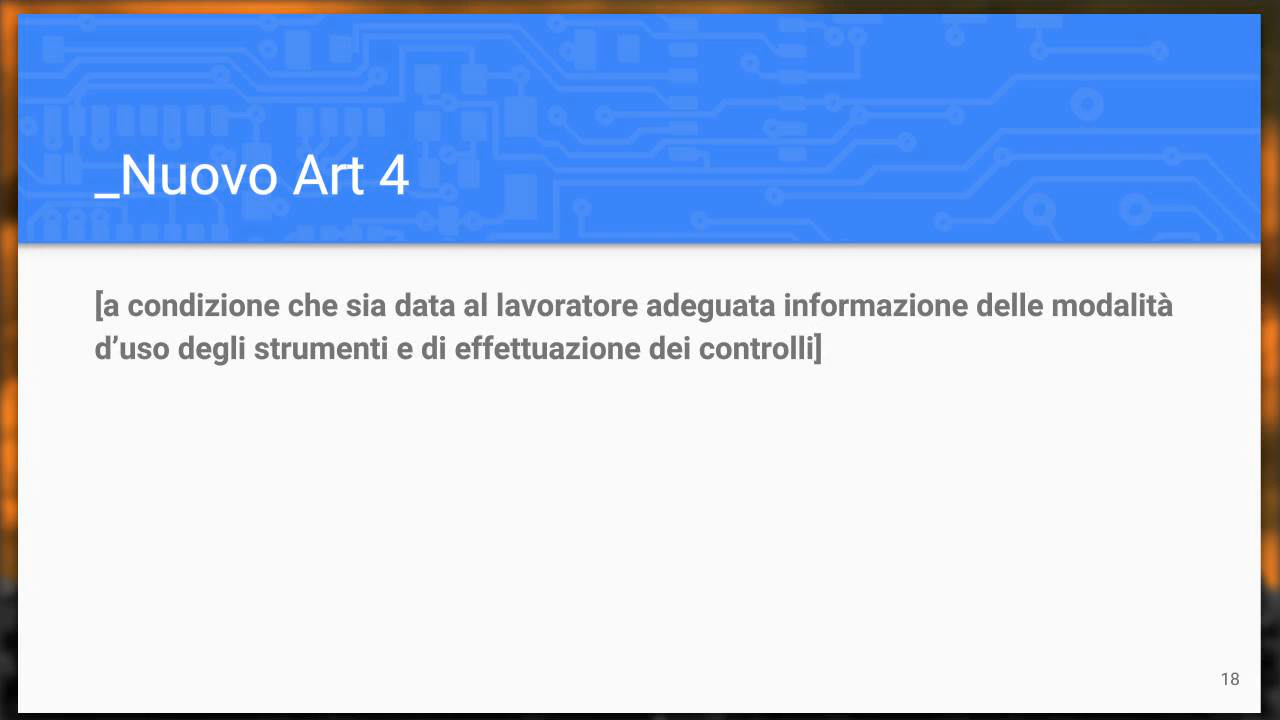 _Nuovo Art 4
[a condizione che sia data al lavoratore adeguata informazione delle modalità
d’uso degli strumenti e di effettuazione dei controlli]
18